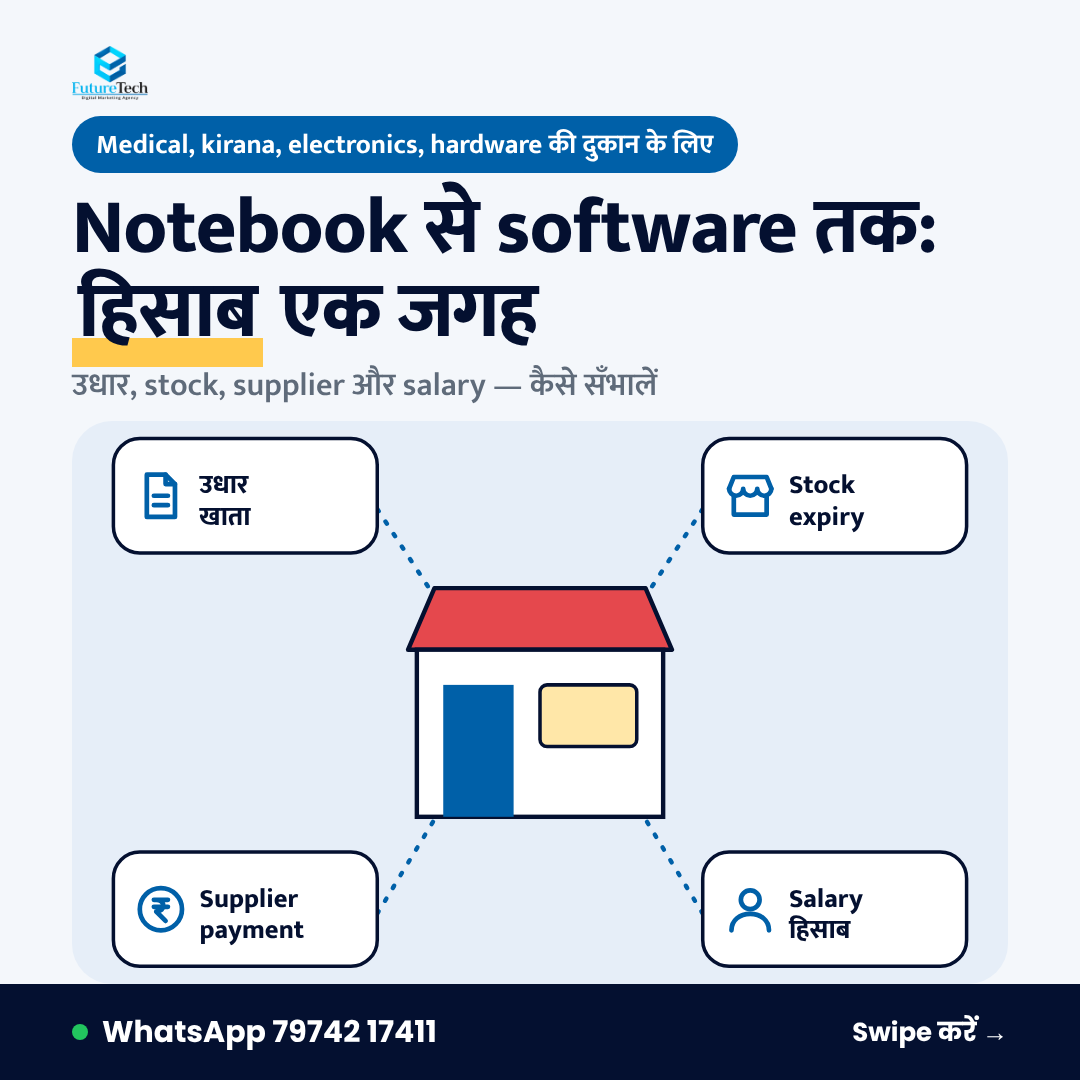 FutureTech
Digital Marketing Agency
Medical, kirana, electronics, hardware की दुकान के लिए
Notebook से software तक:
हिसाब एक जगह
उधार, stock, supplier और salary — कैसे सँभालें
उधार
खाता
Stock
expiry
Supplier
payment
Salary
हिसाब
WhatsApp 79742 17411
Swipe करें →